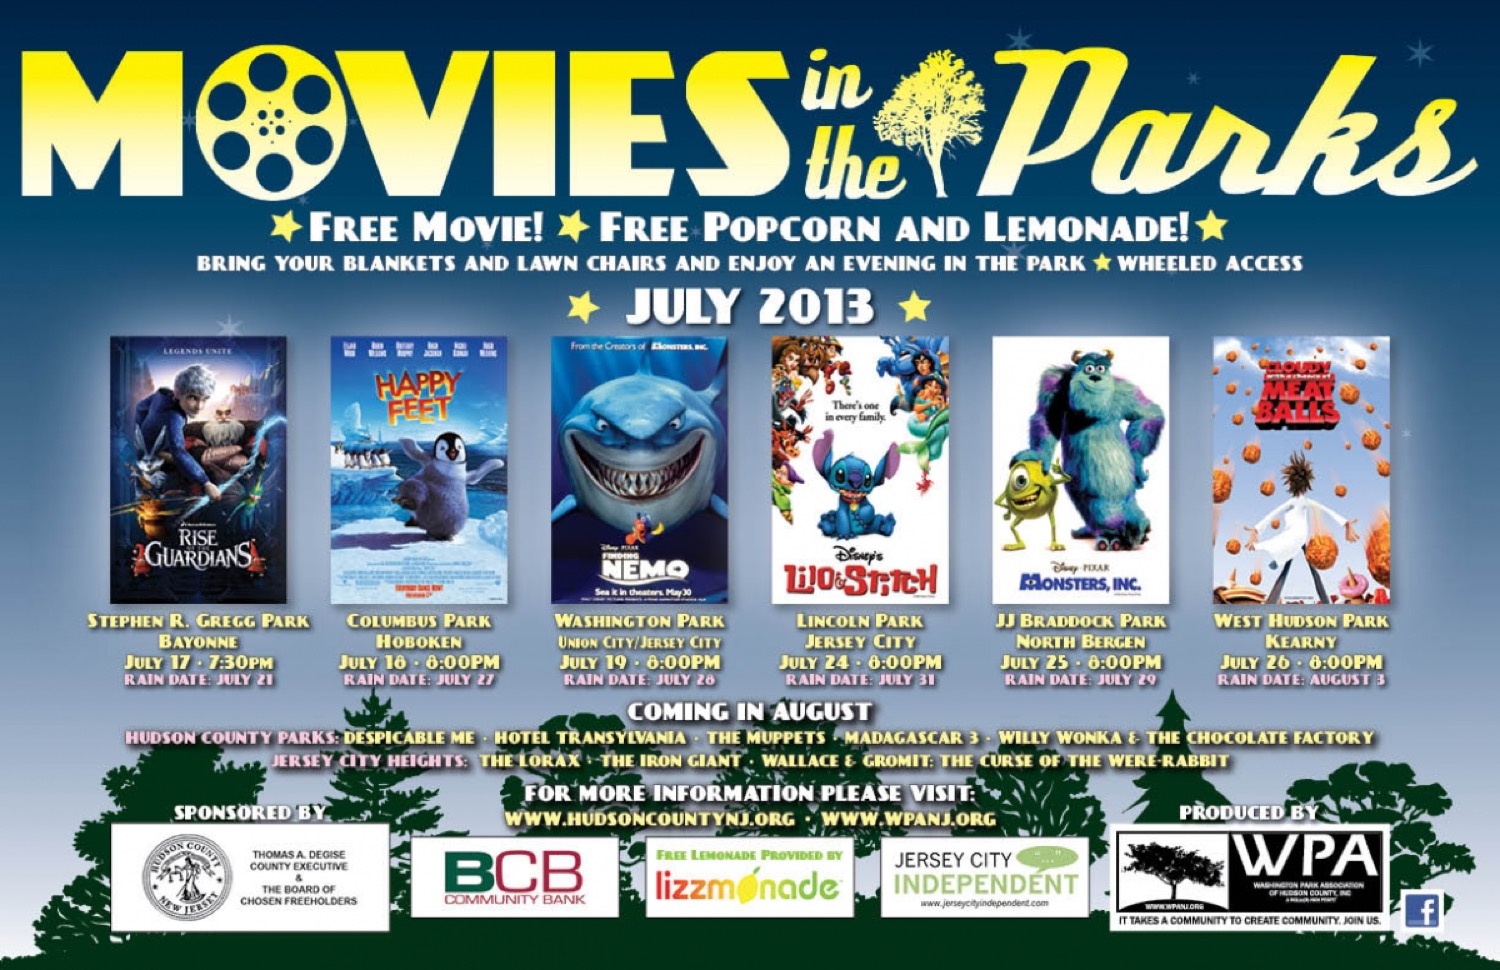 MOVIES in the Parks
FREE MOVIE! FREE POPCORN AND LEMONADE!
BRING YOUR BLANKETS AND LAWN CHAIRS AND ENJOY AN EVENING IN THE PARK ★ WHEELED ACCESS
JULY 2013
LEGENDS UNITE
RISE OF THE GUARDIANS
HAPPY FEET
From the Creators of MONSTERS, INC.
Disney PIXAR
FINDING NEMO
Sea it in theaters. May 30
There's one in every family.
Disney's
LILO & STITCH
Disney · PIXAR
MONSTERS, INC.
CLOUDY WITH A CHANCE OF MEATBALLS
STEPHEN R. GREGG PARK
BAYONNE
JULY 17 · 7:30PM
RAIN DATE: JULY 21
COLUMBUS PARK
HOBOKEN
JULY 18 · 8:00PM
RAIN DATE: JULY 27
WASHINGTON PARK
UNION CITY/JERSEY CITY
JULY 19 · 8:00PM
RAIN DATE: JULY 28
LINCOLN PARK
JERSEY CITY
JULY 24 · 8:00PM
RAIN DATE: JULY 31
JJ BRADDOCK PARK
NORTH BERGEN
JULY 25 · 8:00PM
RAIN DATE: JULY 29
WEST HUDSON PARK
KEARNY
JULY 26 · 8:00PM
RAIN DATE: AUGUST 3
COMING IN AUGUST
HUDSON COUNTY PARKS: DESPICABLE ME · HOTEL TRANSYLVANIA · THE MUPPETS · MADAGASCAR 3 · WILLY WONKA & THE CHOCOLATE FACTORY
JERSEY CITY HEIGHTS: THE LORAX · THE IRON GIANT · WALLACE & GROMIT: THE CURSE OF THE WERE-RABBIT
FOR MORE INFORMATION PLEASE VISIT:
WWW.HUDSONCOUNTYNJ.ORG · WWW.WPANJ.ORG
SPONSORED BY
HUDSON COUNTY
NEW JERSEY
THOMAS A. DEGISE
COUNTY EXECUTIVE
&
THE BOARD OF
CHOSEN FREEHOLDERS
BCB
COMMUNITY BANK
FREE LEMONADE PROVIDED BY
lizzmonade
JERSEY CITY
INDEPENDENT
www.jerseycityindependent.com
PRODUCED BY
WPA
WASHINGTON PARK ASSOCIATION
OF HUDSON COUNTY, INC
WWW.WPANJ.ORG
IT TAKES A COMMUNITY TO CREATE COMMUNITY. JOIN US.
f